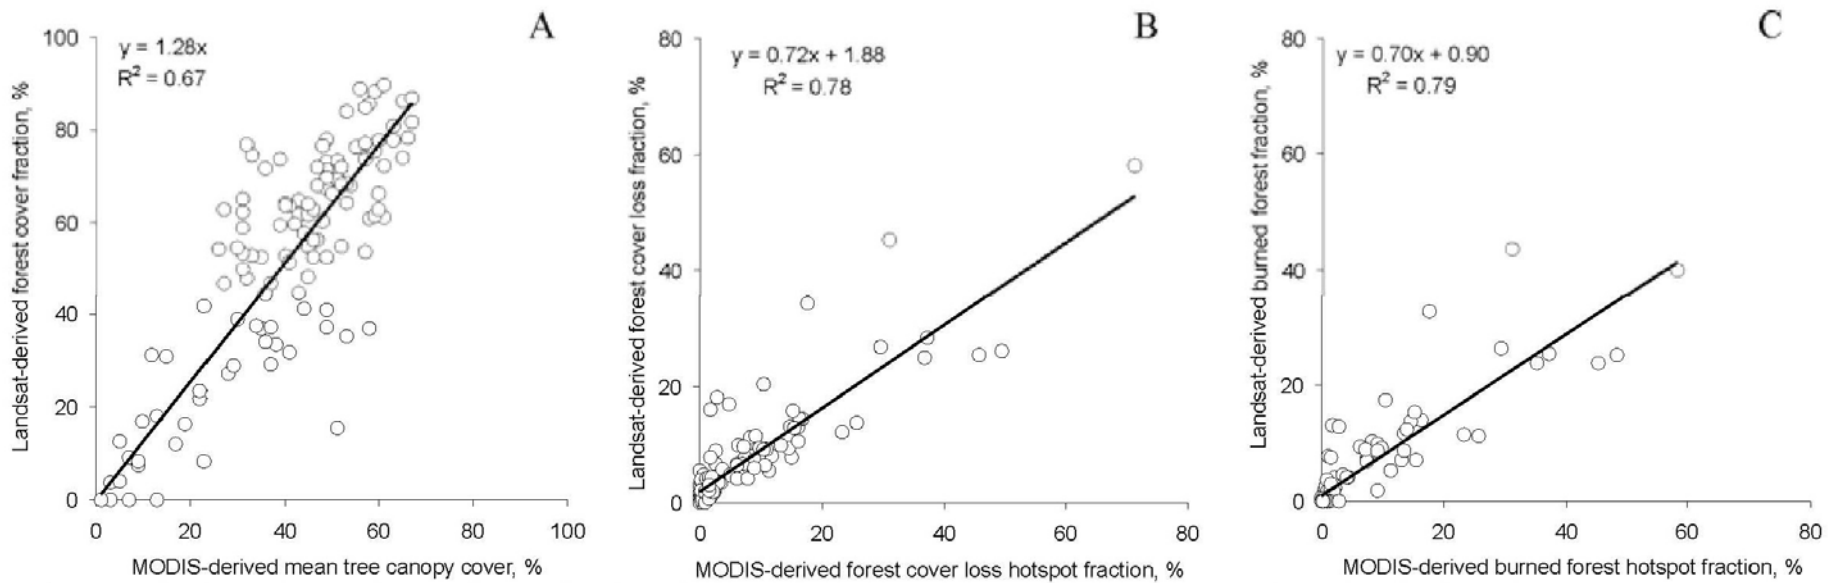 A
y = 1.28x
R² = 0.67
Landsat-derived forest cover fraction, %
100
80
60
40
20
0
0 20 40 60 80 100
MODIS-derived mean tree canopy cover, %
B
y = 0.72x + 1.88
R² = 0.78
Landsat-derived forest cover loss fraction, %
80
60
40
20
0
0 20 40 60 80
MODIS-derived forest cover loss hotspot fraction, %
C
y = 0.70x + 0.90
R² = 0.79
Landsat-derived burned forest fraction, %
80
60
40
20
0
0 20 40 60 80
MODIS-derived burned forest hotspot fraction, %